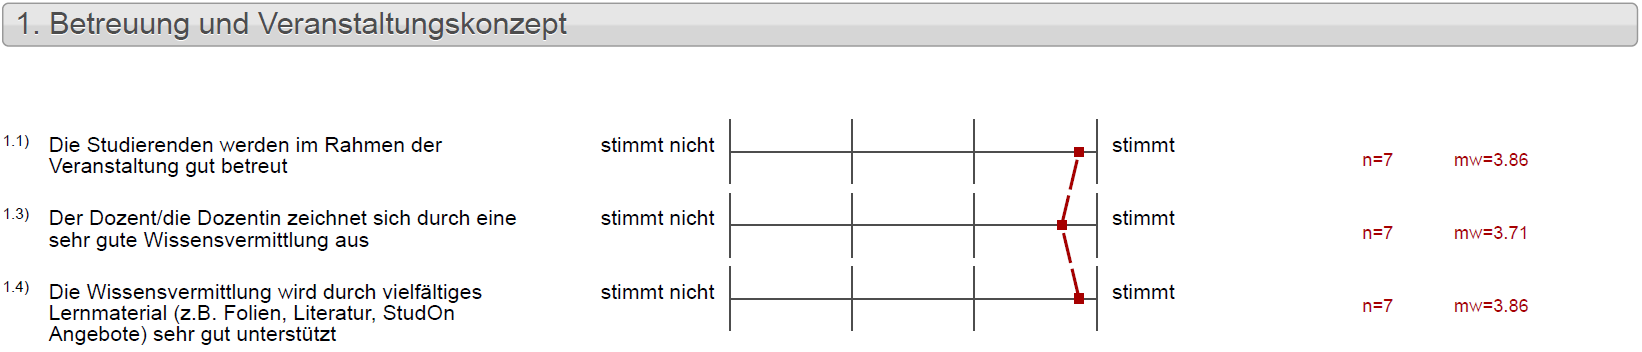 1. Betreuung und Veranstaltungskonzept
1.1) Die Studierenden werden im Rahmen der stimmt nicht stimmt n=7 mw=3.86
Veranstaltung gut betreut
1.3) Der Dozent/die Dozentin zeichnet sich durch eine stimmt nicht stimmt n=7 mw=3.71
sehr gute Wissensvermittlung aus
1.4) Die Wissensvermittlung wird durch vielfältiges stimmt nicht stimmt n=7 mw=3.86
Lernmaterial (z.B. Folien, Literatur, StudOn
Angebote) sehr gut unterstützt